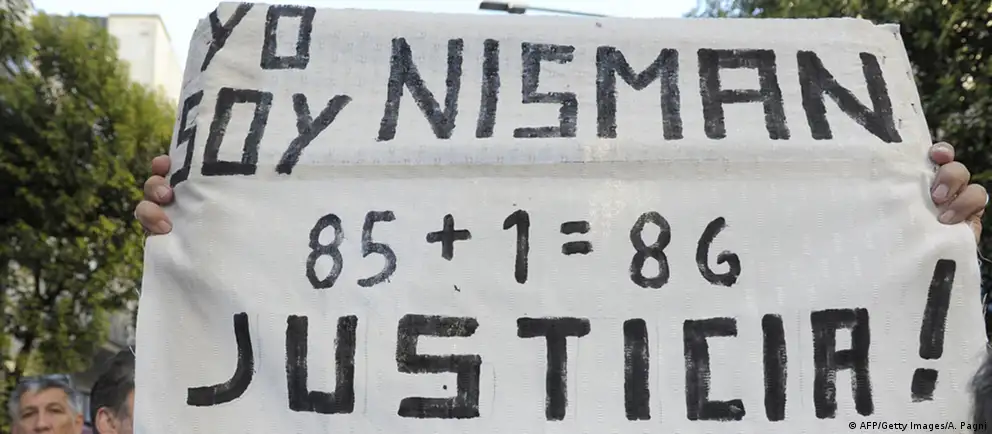 YO
SOY NISMAN
85 + 1 = 86
JUSTICIA!
© AFP/Getty Images/A. Pagni